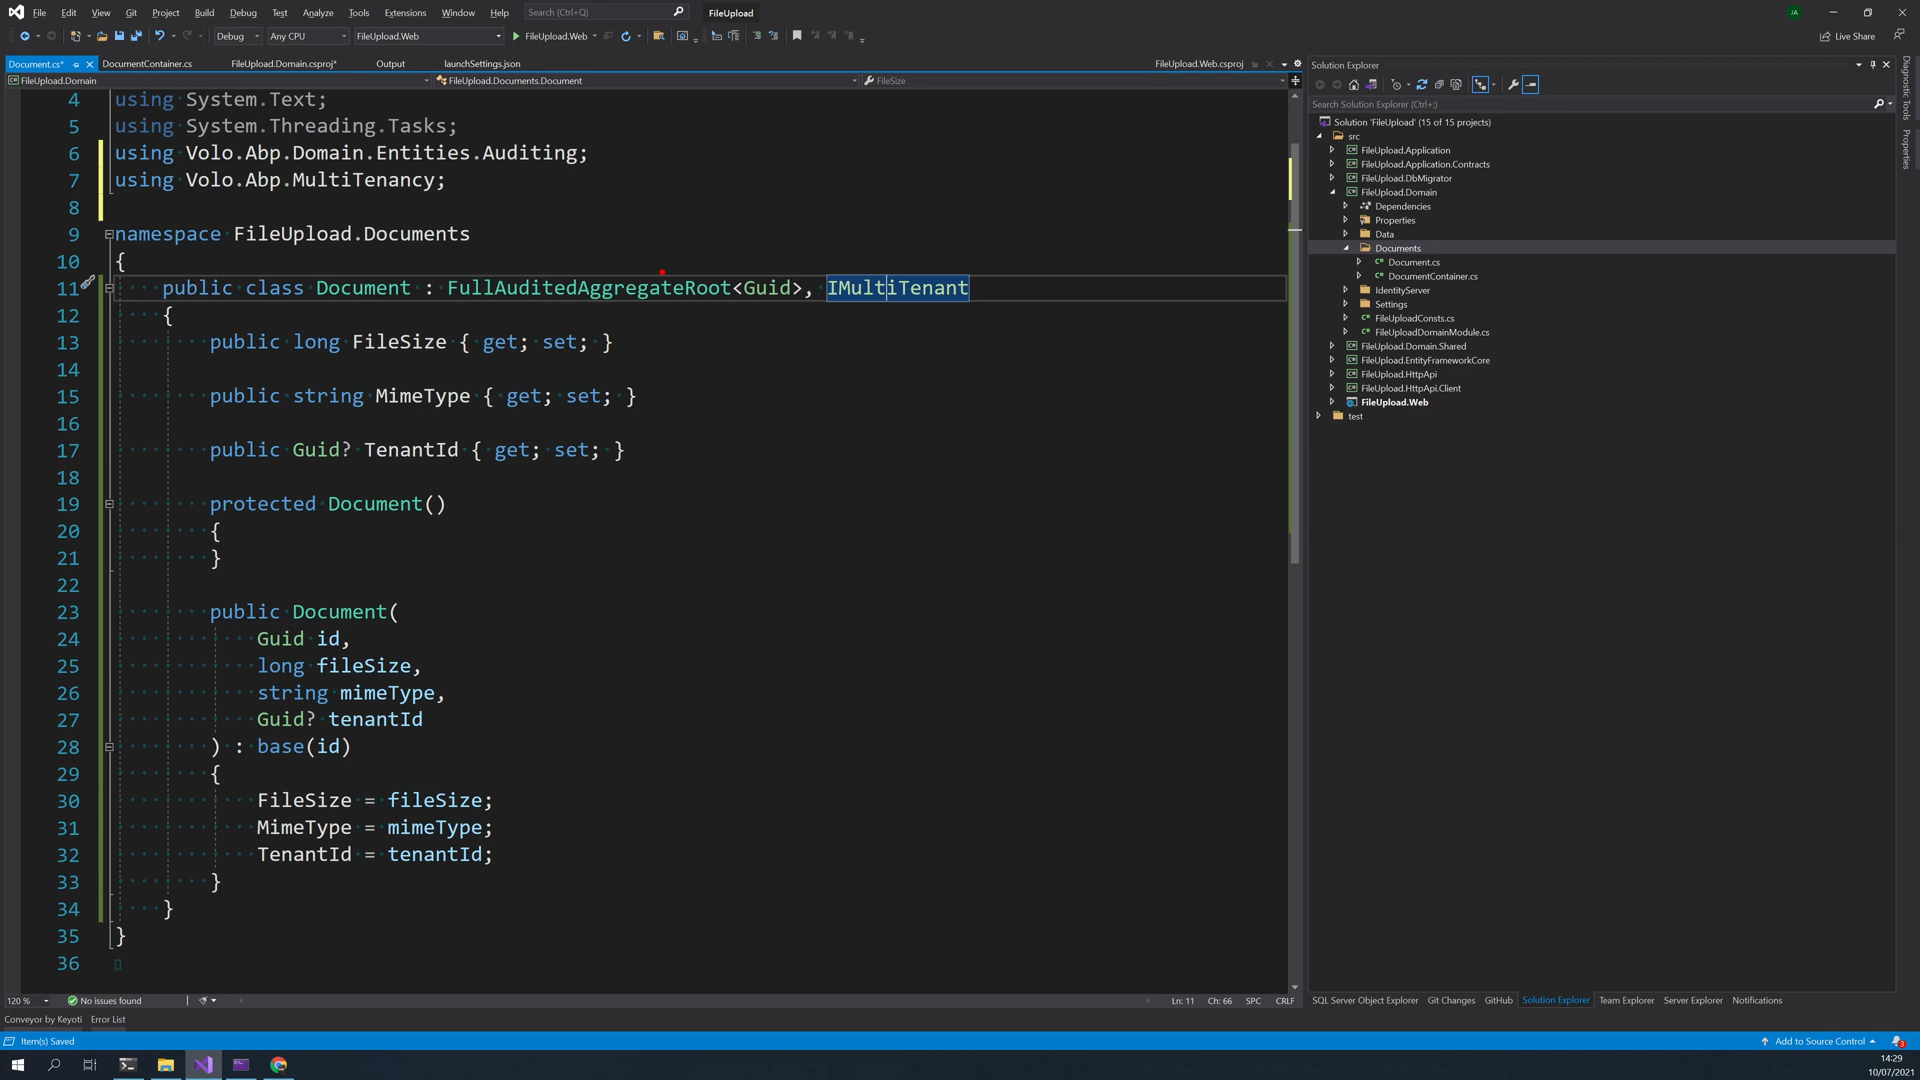 File Edit View Git Project Build Debug Test Analyze Tools Extensions Window Help Search (Ctrl+Q) FileUpload JA
Debug Any CPU FileUpload.Web FileUpload.Web Live Share
Document.cs* DocumentContainer.cs FileUpload.Domain.csproj* Output launchSettings.json FileUpload.Web.csproj
FileUpload.Domain FileUpload.Documents.Document FileSize
4 using System.Text;
5 using System.Threading.Tasks;
6 using Volo.Abp.Domain.Entities.Auditing;
7 using Volo.Abp.MultiTenancy;
8
9 namespace FileUpload.Documents
10 {
11 public class Document : FullAuditedAggregateRoot<Guid>, IMultiTenant
12 {
13 public long FileSize { get; set; }
14
15 public string MimeType { get; set; }
16
17 public Guid? TenantId { get; set; }
18
19 protected Document()
20 {
21 }
22
23 public Document(
24 Guid id,
25 long fileSize,
26 string mimeType,
27 Guid? tenantId
28 ) : base(id)
29 {
30 FileSize = fileSize;
31 MimeType = mimeType;
32 TenantId = tenantId;
33 }
34 }
35 }
36
120 % No issues found Ln: 11 Ch: 66 SPC CRLF
Conveyor by Keyoti Error List
Item(s) Saved
Solution Explorer
Search Solution Explorer (Ctrl+;)
Solution 'FileUpload' (15 of 15 projects)
src
FileUpload.Application
FileUpload.Application.Contracts
FileUpload.DbMigrator
FileUpload.Domain
Dependencies
Properties
Data
Documents
Document.cs
DocumentContainer.cs
IdentityServer
Settings
FileUploadConsts.cs
FileUploadDomainModule.cs
FileUpload.Domain.Shared
FileUpload.EntityFrameworkCore
FileUpload.HttpApi
FileUpload.HttpApi.Client
FileUpload.Web
test
SQL Server Object Explorer Git Changes GitHub Solution Explorer Team Explorer Server Explorer Notifications
Diagnostic Tools
Properties
Add to Source Control 3
14:29
10/07/2021